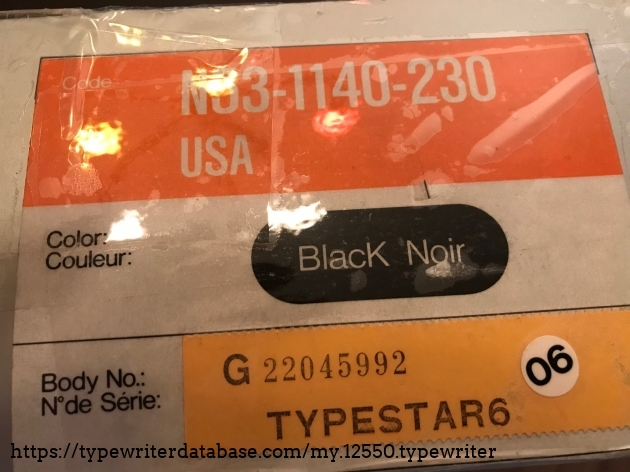 Code
N03-1140-230
USA
Color:
Couleur:
BlacK Noir
Body No.:
N°de Série:
G 22045992
06
TYPESTAR6
https://typewriterdatabase.com/my.12550.typewriter